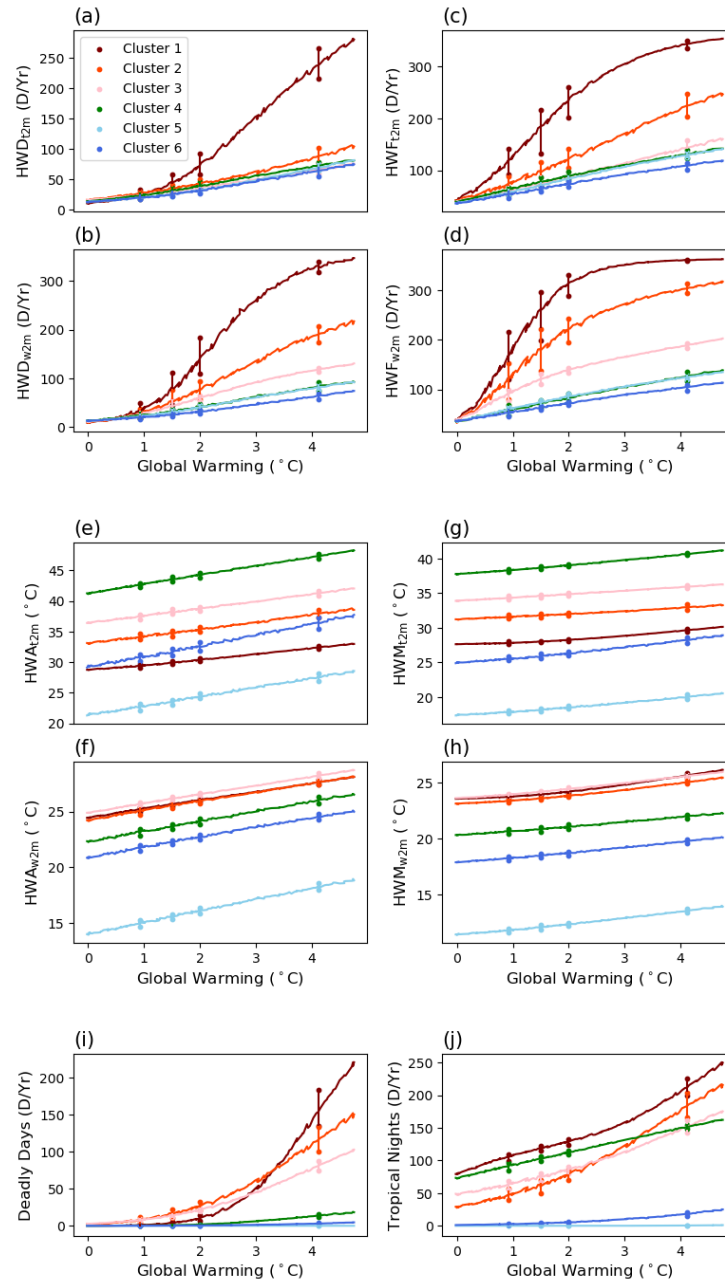 (a)
HWD_t2m (D/Yr)
250
200
150
100
50
0
Cluster 1
Cluster 2
Cluster 3
Cluster 4
Cluster 5
Cluster 6
(c)
HWF_t2m (D/Yr)
300
200
100
(b)
HWD_w2m (D/Yr)
300
200
100
0
0 1 2 3 4
Global Warming (°C)
(d)
HWF_w2m (D/Yr)
300
200
100
0 1 2 3 4
Global Warming (°C)
(e)
HWA_t2m (°C)
45
40
35
30
25
20
(g)
HWM_t2m (°C)
40
35
30
25
20
(f)
HWA_w2m (°C)
25
20
15
0 1 2 3 4
Global Warming (°C)
(h)
HWM_w2m (°C)
25
20
15
0 1 2 3 4
Global Warming (°C)
(i)
Deadly Days (D/Yr)
200
150
100
50
0
0 1 2 3 4
Global Warming (°C)
(j)
Tropical Nights (D/Yr)
250
200
150
100
50
0
0 1 2 3 4
Global Warming (°C)